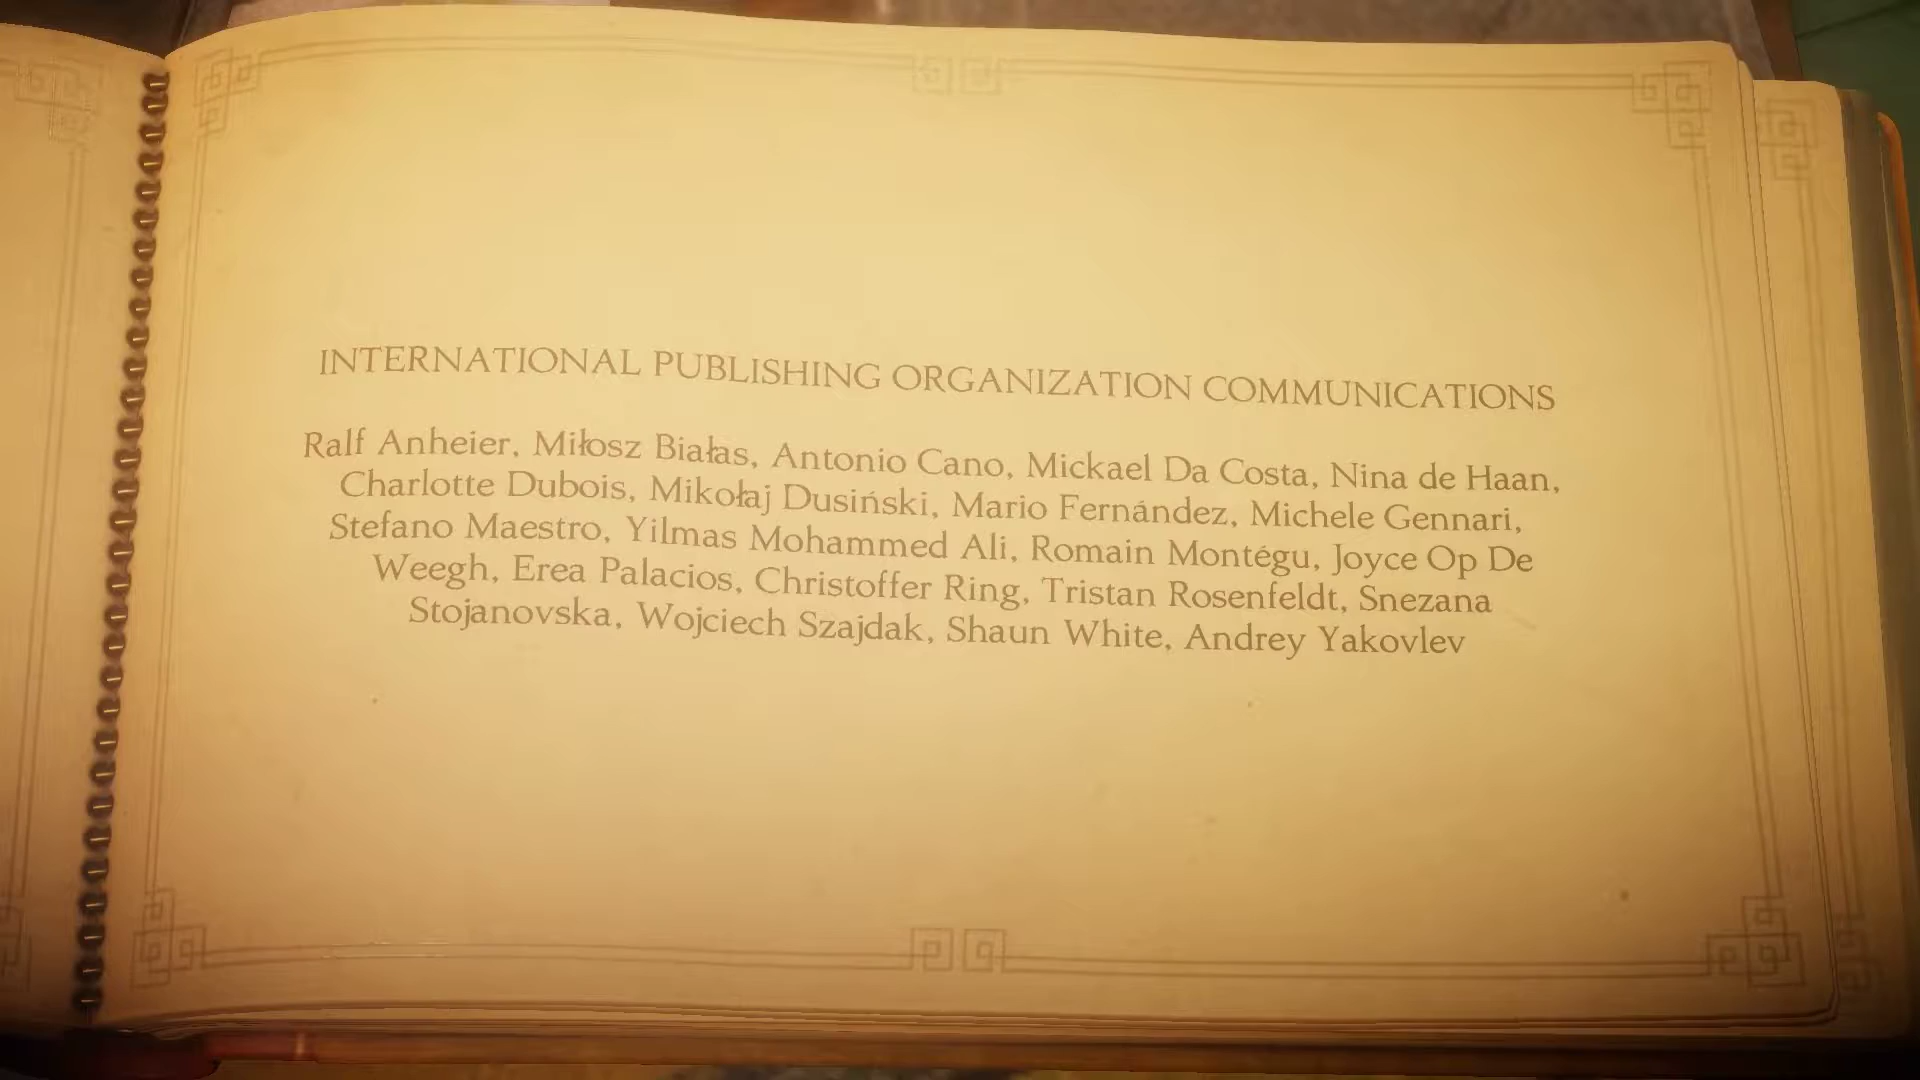 INTERNATIONAL PUBLISHING ORGANIZATION COMMUNICATIONS
Ralf Anheier, Miłosz Białas, Antonio Cano, Mickael Da Costa, Nina de Haan,
Charlotte Dubois, Mikołaj Dusiński, Mario Fernández, Michele Gennari,
Stefano Maestro, Yilmas Mohammed Ali, Romain Montégu, Joyce Op De
Weegh, Erea Palacios, Christoffer Ring, Tristan Rosenfeldt, Snezana
Stojanovska, Wojciech Szajdak, Shaun White, Andrey Yakovlev